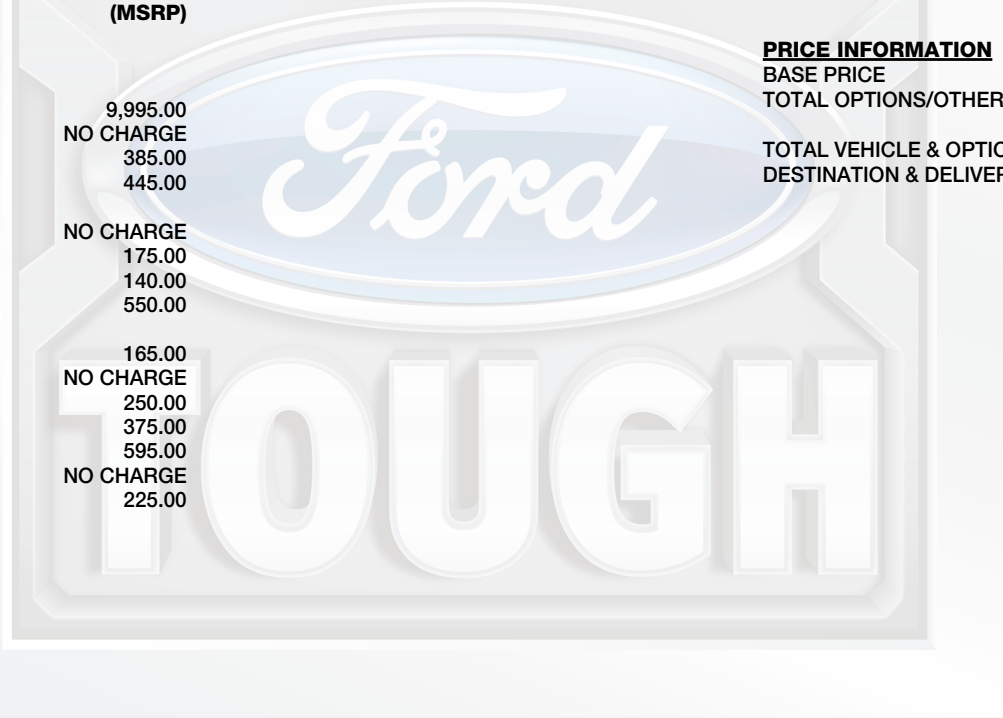 (MSRP)
9,995.00
NO CHARGE
385.00
445.00
NO CHARGE
175.00
140.00
550.00
165.00
NO CHARGE
250.00
375.00
595.00
NO CHARGE
225.00
PRICE INFORMATION
BASE PRICE
TOTAL OPTIONS/OTHER
TOTAL VEHICLE & OPTIO
DESTINATION & DELIVER
Ford
TOUGH